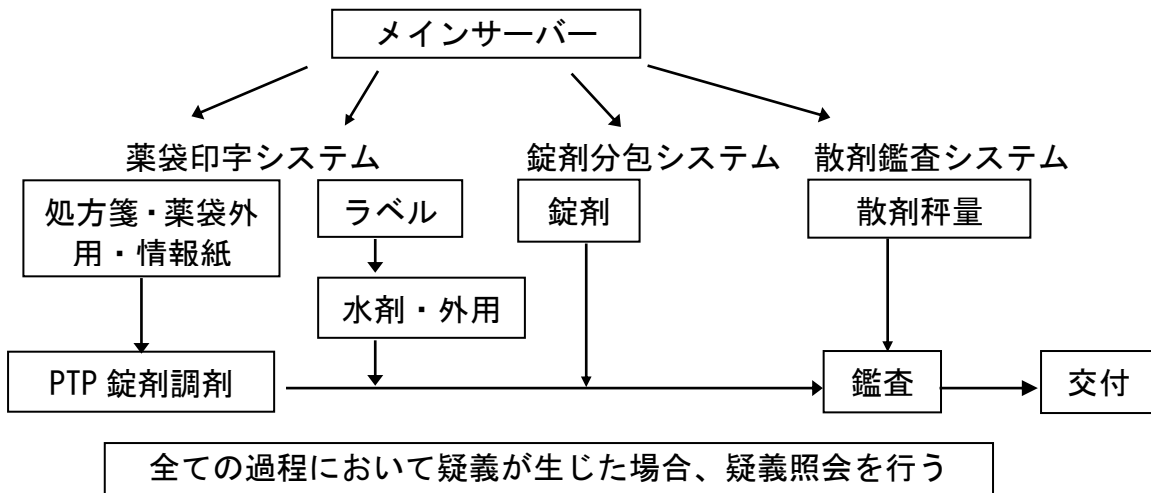 メインサーバー
薬袋印字システム
錠剤分包システム
散剤鑑査システム
処方箋・薬袋外
用・情報紙
ラベル
錠剤
散剤秤量
水剤・外用
PTP 錠剤調剤
鑑査
交付
全ての過程において疑義が生じた場合、疑義照会を行う